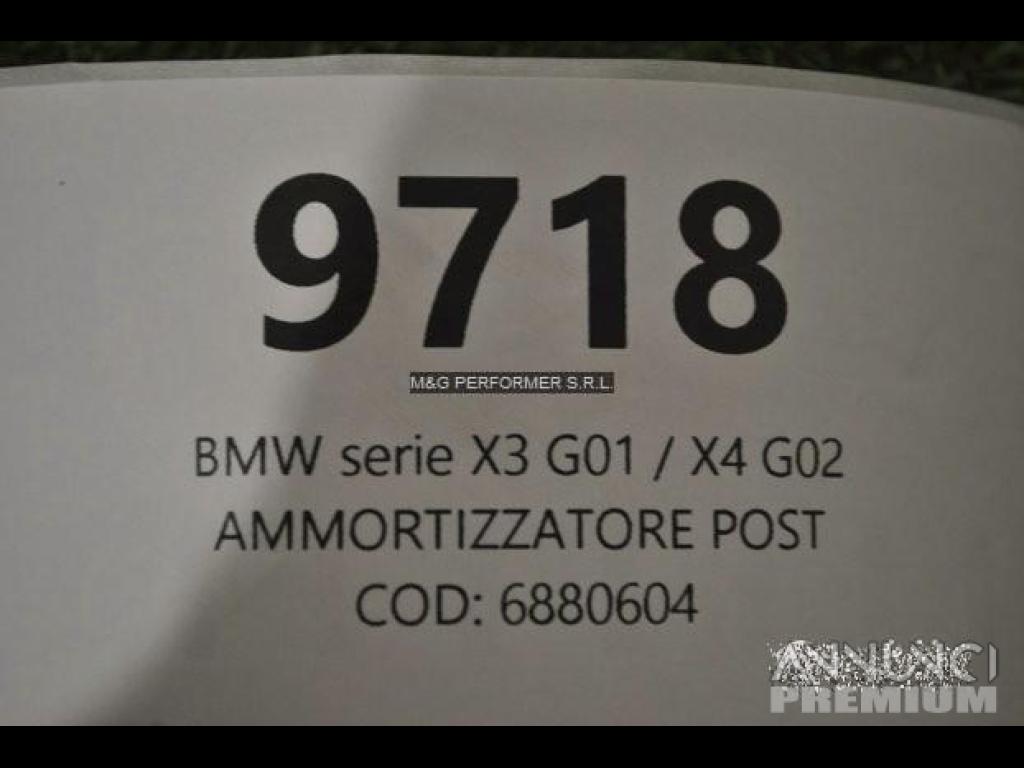 9718
M&G PERFORMER S.R.L.
BMW serie X3 G01 / X4 G02
AMMORTIZZATORE POST
COD: 6880604
ANNUNCI
PREMIUM